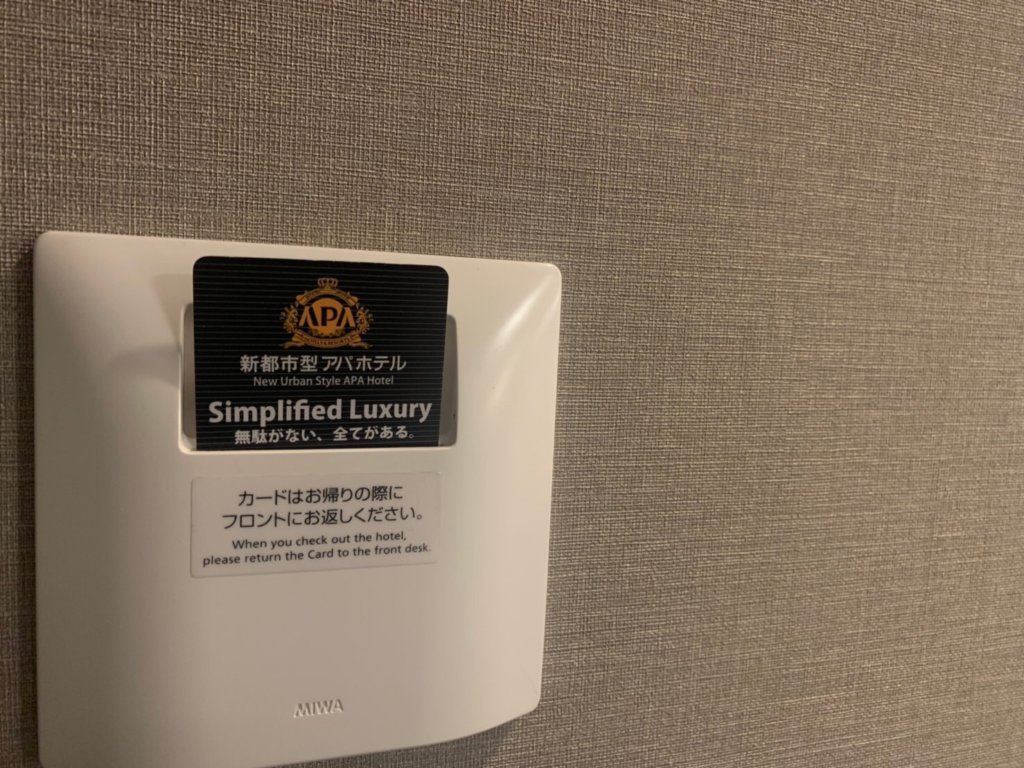 APA
新都市型アパホテル
New Urban Style APA Hotel
Simplified Luxury
無駄がない、全てがある。
カードはお帰りの際に
フロントにお返しください。
When you check out the hotel,
please return the Card to the front desk.
MIWA